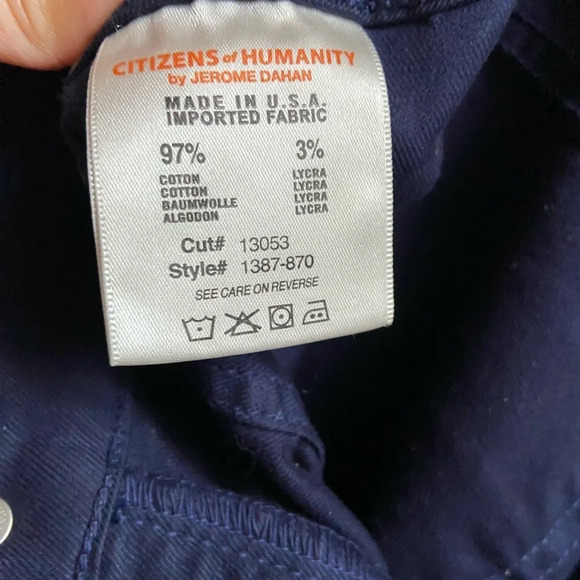 CITIZENS of HUMANITY
by JEROME DAHAN
MADE IN U.S.A.
IMPORTED FABRIC
97% 3%
COTON LYCRA
COTTON LYCRA
BAUMWOLLE LYCRA
ALGODON LYCRA
Cut# 13053
Style# 1387-870
SEE CARE ON REVERSE